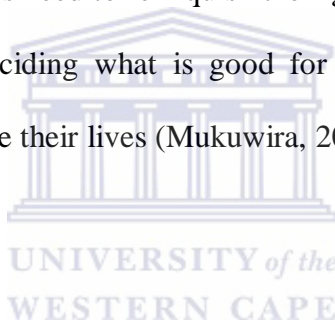 ciding what is good for
e their lives (Mukuwira, 20
UNIVERSITY of the
WESTERN CAPE